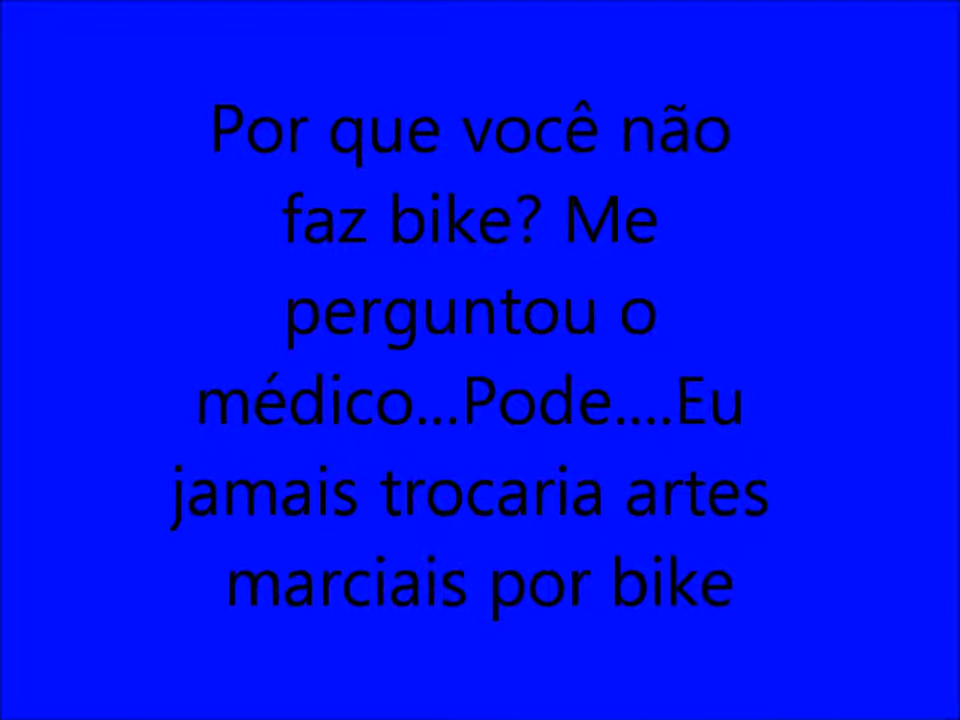 Por que você não
faz bike? Me
perguntou o
médico...Pode....Eu
jamais trocaria artes
marciais por bike